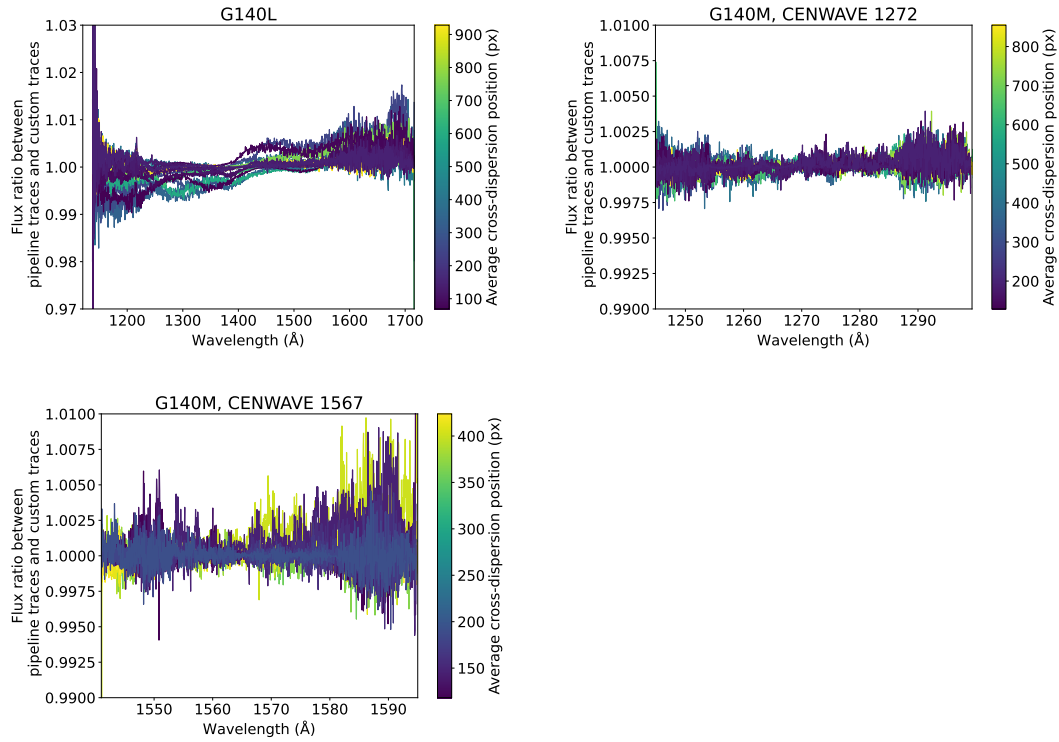 G140L
1.03
1.02
1.01
1.00
0.99
0.98
0.97
1200 1300 1400 1500 1600 1700
Wavelength (Å)
Flux ratio between
pipeline traces and custom traces
900
800
700
600
500
400
300
200
100
Average cross-dispersion position (px)
G140M, CENWAVE 1272
1.0100
1.0075
1.0050
1.0025
1.0000
0.9975
0.9950
0.9925
0.9900
1250 1260 1270 1280 1290
Wavelength (Å)
Flux ratio between
pipeline traces and custom traces
800
700
600
500
400
300
200
Average cross-dispersion position (px)
G140M, CENWAVE 1567
1.0100
1.0075
1.0050
1.0025
1.0000
0.9975
0.9950
0.9925
0.9900
1550 1560 1570 1580 1590
Wavelength (Å)
Flux ratio between
pipeline traces and custom traces
400
350
300
250
200
150
Average cross-dispersion position (px)